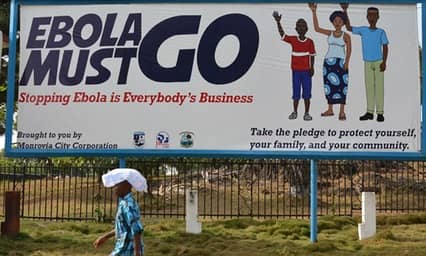 EBOLA
MUST GO
Stopping Ebola is Everybody's Business
Brought to you by
Monrovia City Corporation
Take the pledge to protect yourself,
your family, and your community.